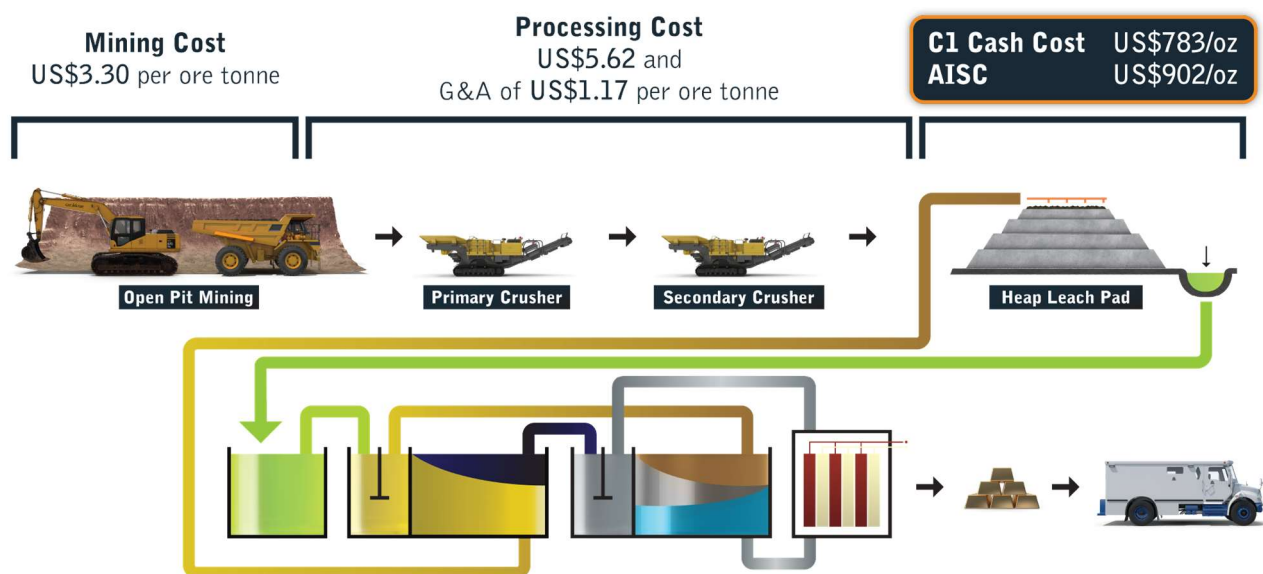 Mining Cost
US$3.30 per ore tonne
Processing Cost
US$5.62 and
G&A of US$1.17 per ore tonne
C1 Cash Cost US$783/oz
AISC US$902/oz
Open Pit Mining
Primary Crusher
Secondary Crusher
Heap Leach Pad